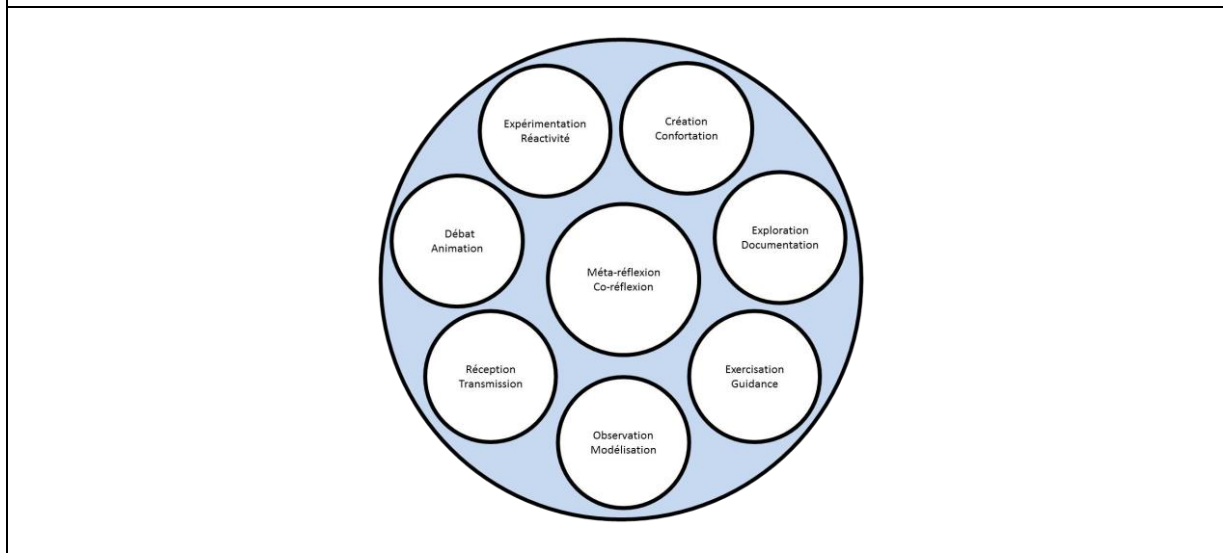 Expérimentation
Réactivité
Création
Confortation
Débat
Animation
Exploration
Documentation
Méta-réflexion
Co-réflexion
Réception
Transmission
Exercisation
Guidance
Observation
Modélisation